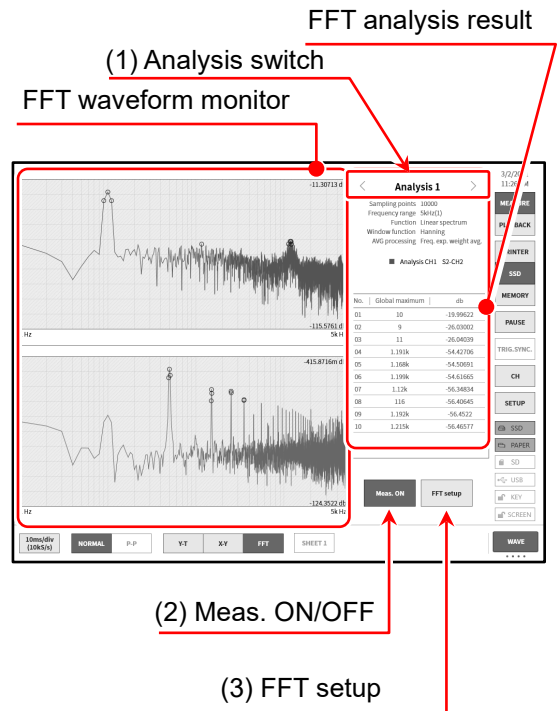 FFT analysis result
(1) Analysis switch
FFT waveform monitor
-11.30713 d
-115.5761 d
Hz 5k Hz
-415.8716m d
-124.3522 d
Hz 5k Hz
Analysis 1
Sampling points 10000
Frequency range 5kHz(1)
Function Linear spectrum
Window function Hanning
AVG processing Freq. exp. weight avg.
Analysis CH1 S2-CH2
No. Global maximum db
01 10 -19.99622
02 9 -26.03002
03 11 -26.04039
04 1.191k -54.42706
05 1.168k -54.50691
06 1.199k -54.61665
07 1.12k -56.34834
08 116 -56.40645
09 1.192k -56.4522
10 1.215k -56.46577
Meas. ON
FFT setup
SSD
MEMORY
PAUSE
TRIG.SYNC.
CH
SETUP
SSD
PAPER
SD
USB
KEY
SCREEN
10ms/div
(10kS/s)
NORMAL P-P Y-T X-Y FFT SHEET 1 WAVE
(2) Meas. ON/OFF
(3) FFT setup